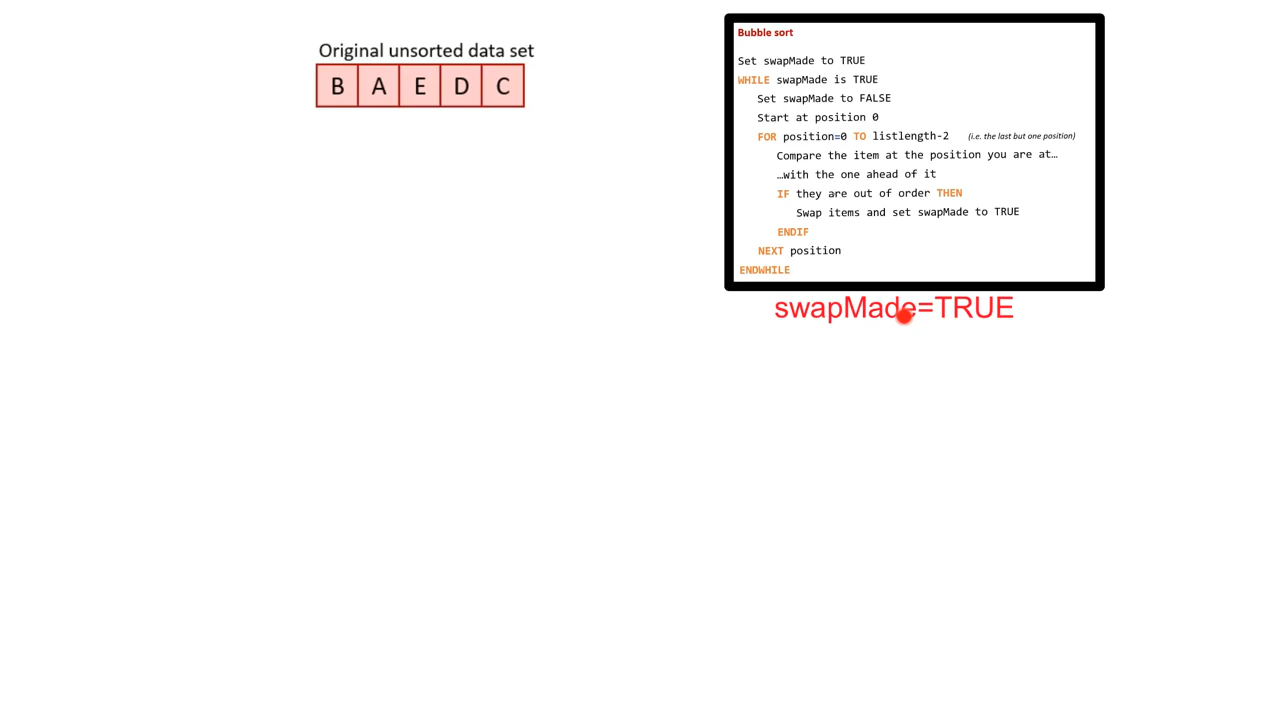 Original unsorted data set
B A E D C
Bubble sort
Set swapMade to TRUE
WHILE swapMade is TRUE
Set swapMade to FALSE
Start at position 0
FOR position=0 TO listlength-2 (i.e. the last but one position)
Compare the item at the position you are at…
…with the one ahead of it
IF they are out of order THEN
Swap items and set swapMade to TRUE
ENDIF
NEXT position
ENDWHILE
swapMade=TRUE